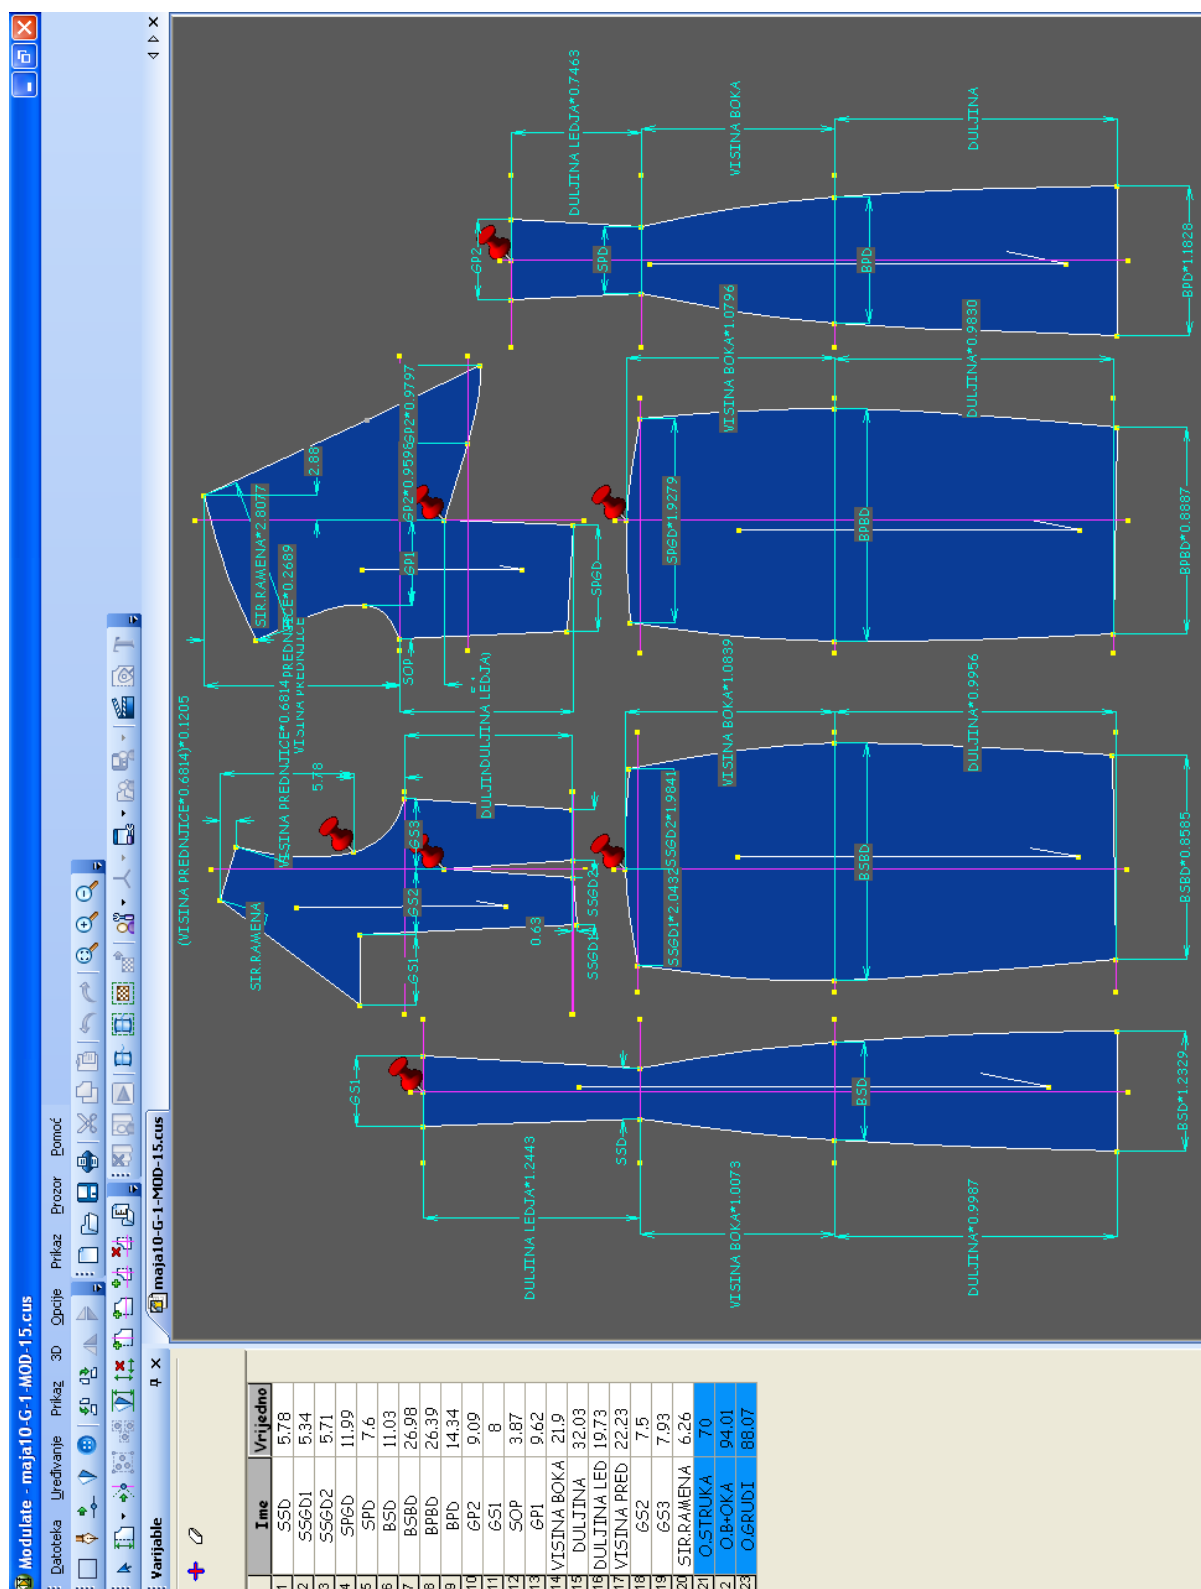 Modulate - maja10-G-1-MOD-15.cus
Datoteka Uređivanje Prikaz 3D Opcije Prikaz Prozor Pomoć
Varijable
maja10-G-1-MOD-15.cus
Ime Vrijedno
1 SSD 5.78
2 SSGD1 5.34
3 SSGD2 5.71
4 SPGD 11.99
5 SPD 7.6
6 BSD 11.03
7 BSBD 26.98
8 BPBD 26.39
9 BPD 14.34
10 GP2 9.09
11 GS1 8
12 SOP 3.87
13 GP1 9.62
14 VISINA BOKA 21.9
15 DULJINA 32.03
16 DULJINA LED 19.73
17 VISINA PRED 22.23
18 GS2 7.5
19 GS3 7.93
20 SIR.RAMENA 6.26
21 O.STRUKA 70
2 O.B+OKA 94.01
23 O.GRUDI 88.07
(VISINA PREDNJICE*0.6814)*0.1205
VISINA PREDNJICE*0.6814
PREDNJICE*0.2689
VISINA PREDNJICE
5.78
SIR.RAMENA
SIR.RAMENA*2.8077
2.88
GP2*0.9598
GP2*0.9797
GP1
SOP
SPGD
DULJINA LEDJA)
DULJIN
GS3
GS2
GS1
0.63
SSGD1
SSGD2
GP2
DULJINA LEDJA*0.7463
SPD
VISINA BOKA
BPD
DULJINA
BPD*1.1828
VISINA BOKA*1.0796
SPGD*1.9279
BPBD
DULJINA*0.9830
BPBD*0.8887
VISINA BOKA*1.0839
SSGD1*2.0432
SSGD2*1.9841
BSBD
DULJINA*0.9956
BSBD*0.8585
GS1
DULJINA LEDJA*1.2443
SSD
VISINA BOKA*1.0073
BSD
DULJINA*0.9987
BSD*1.2329